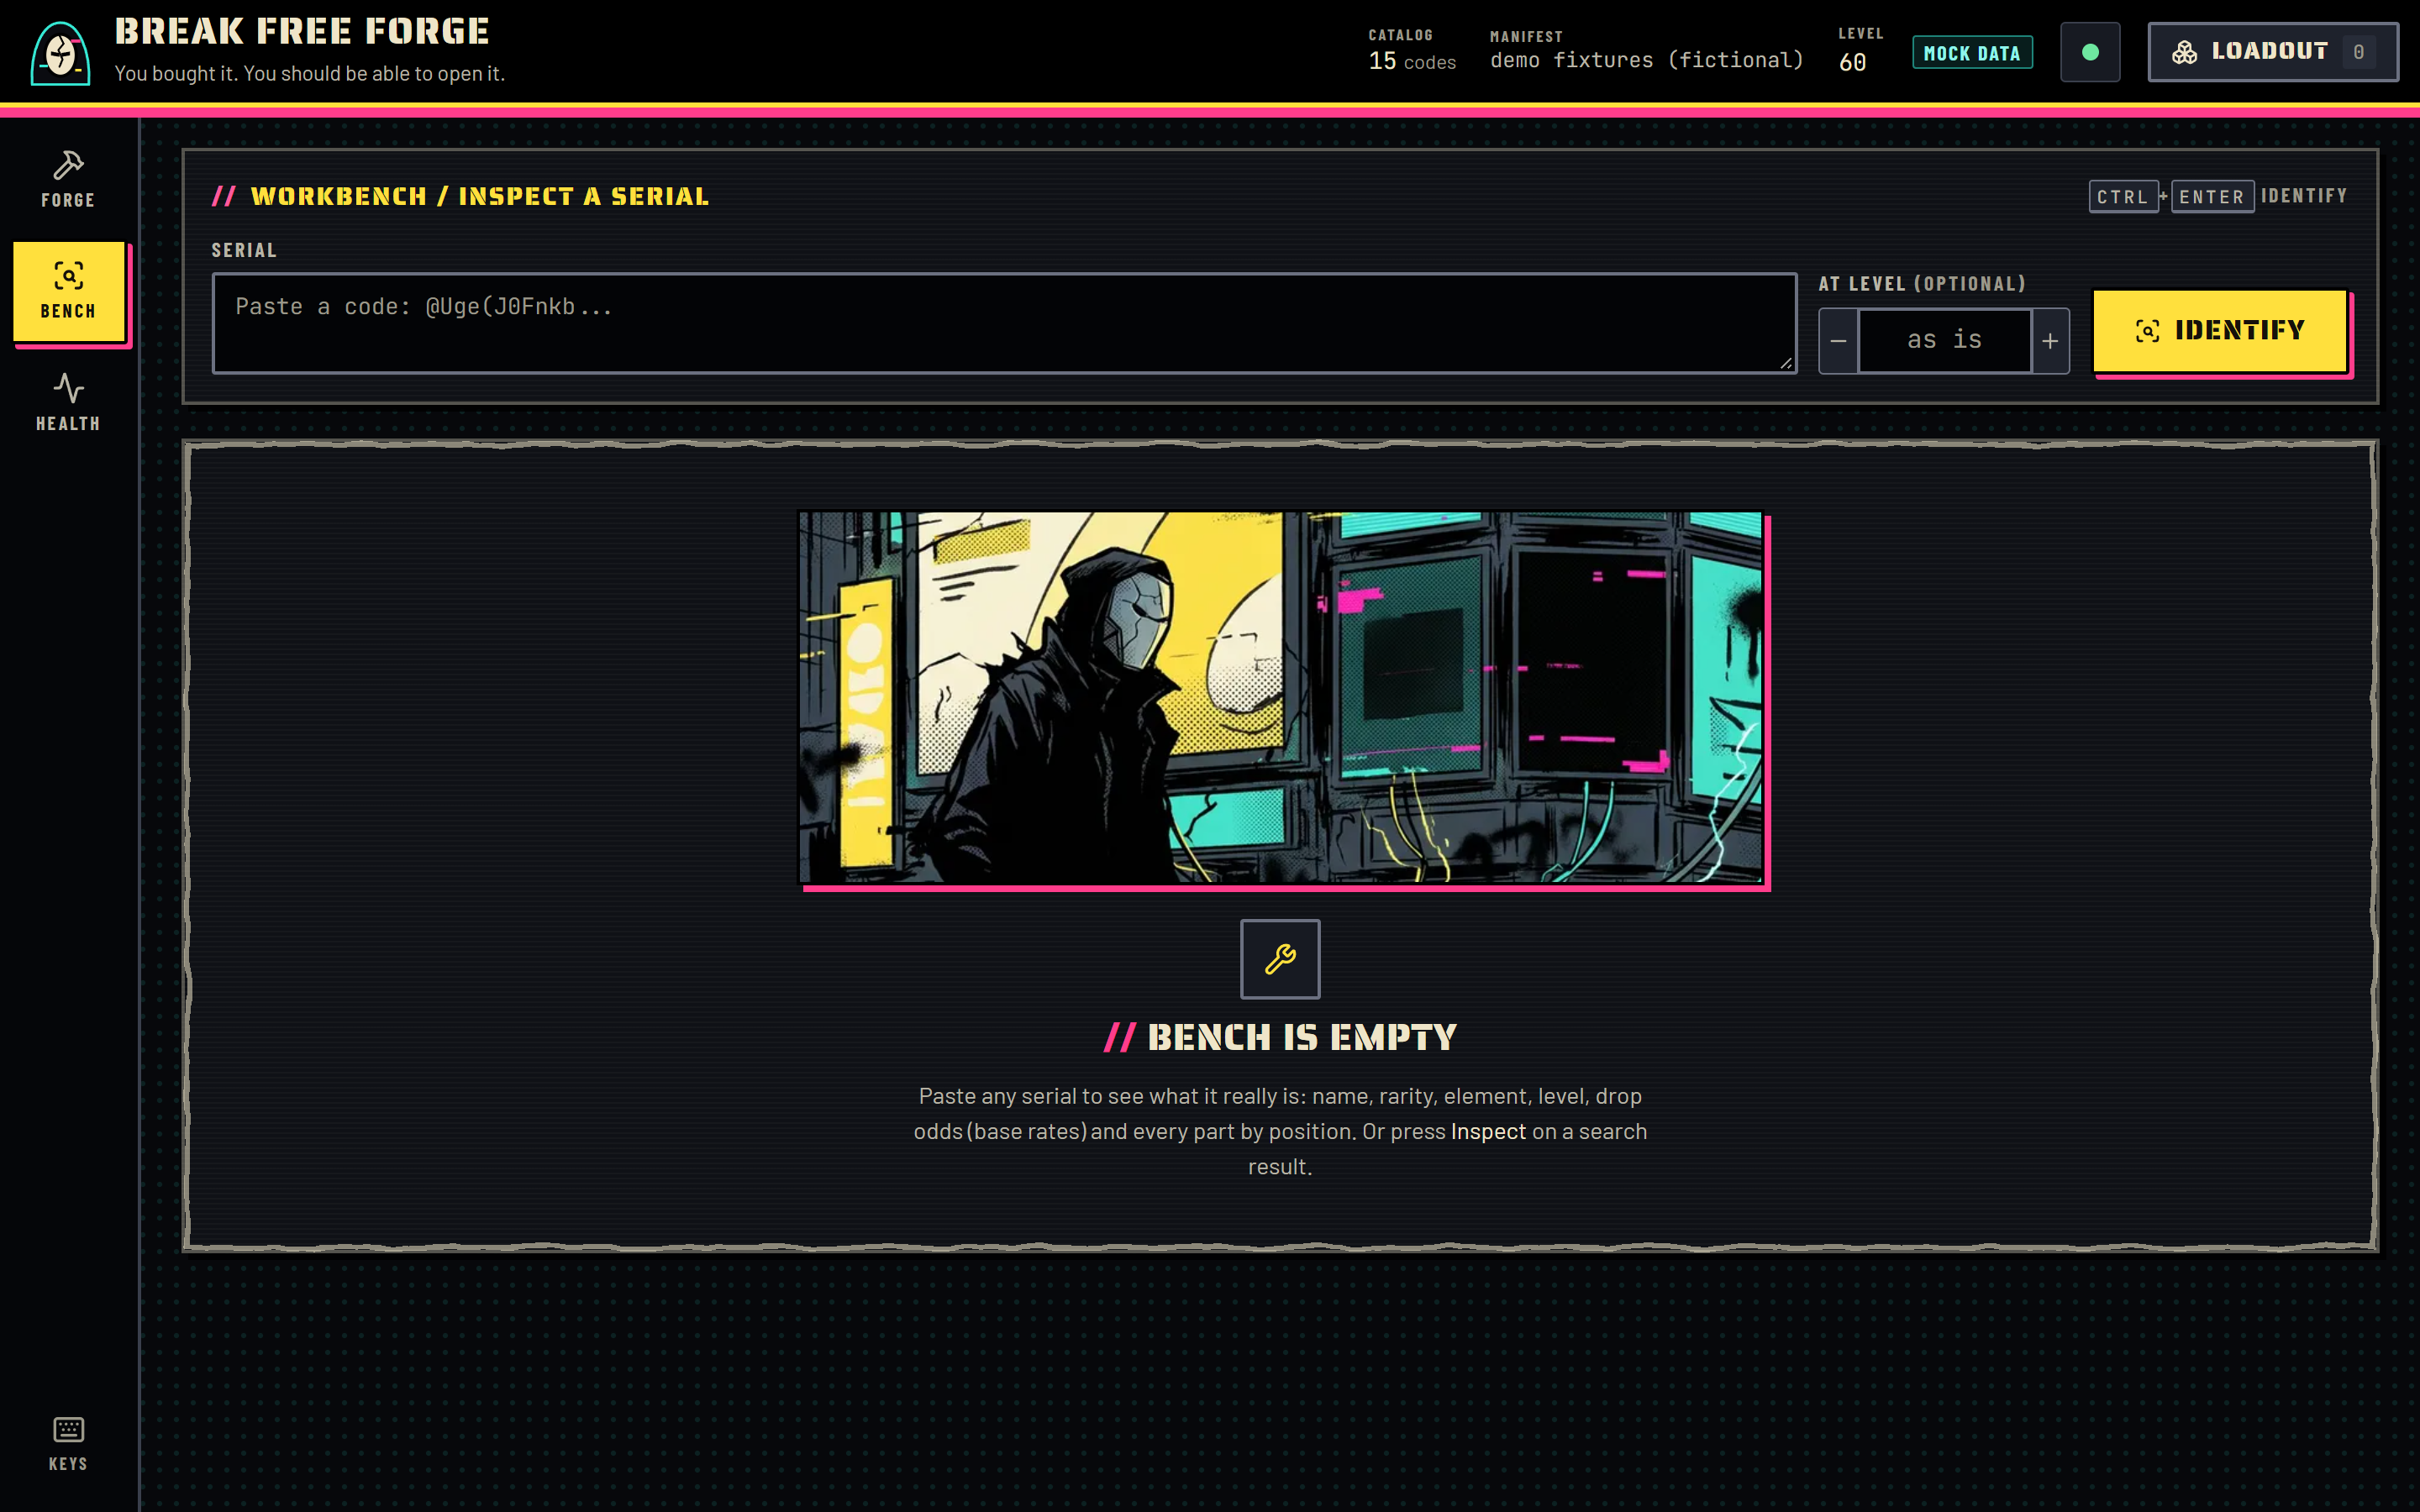 BREAK FREE FORGE
You bought it. You should be able to open it.
CATALOG
15 codes
MANIFEST
demo fixtures (fictional)
LEVEL
60
MOCK DATA
LOADOUT 0
FORGE
BENCH
HEALTH
KEYS
// WORKBENCH / INSPECT A SERIAL
CTRL + ENTER IDENTIFY
SERIAL
Paste a code: @Uge(J0Fnkb...
AT LEVEL (OPTIONAL)
− as is +
IDENTIFY
// BENCH IS EMPTY
Paste any serial to see what it really is: name, rarity, element, level, drop
odds (base rates) and every part by position. Or press Inspect on a search
result.